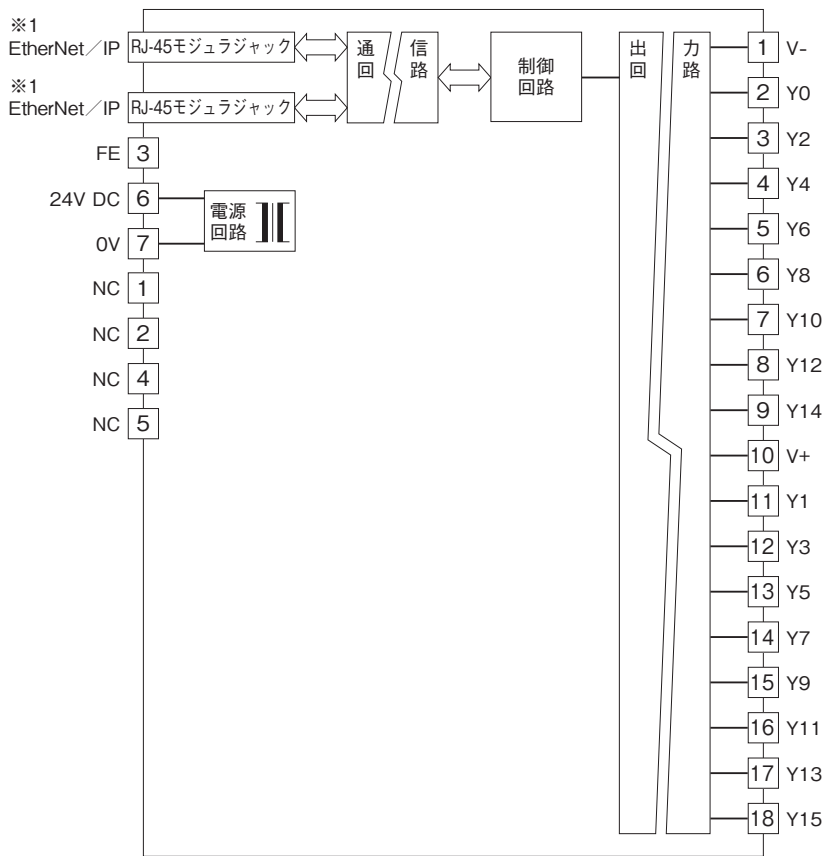 ※1
EtherNet／IP
RJ-45モジュラジャック
※1
EtherNet／IP
RJ-45モジュラジャック
通信
回路
制御
回路
出力
回路
FE 3
24V DC 6
0V 7
電源
回路
NC 1
NC 2
NC 4
NC 5
1 V-
2 Y0
3 Y2
4 Y4
5 Y6
6 Y8
7 Y10
8 Y12
9 Y14
10 V+
11 Y1
12 Y3
13 Y5
14 Y7
15 Y9
16 Y11
17 Y13
18 Y15